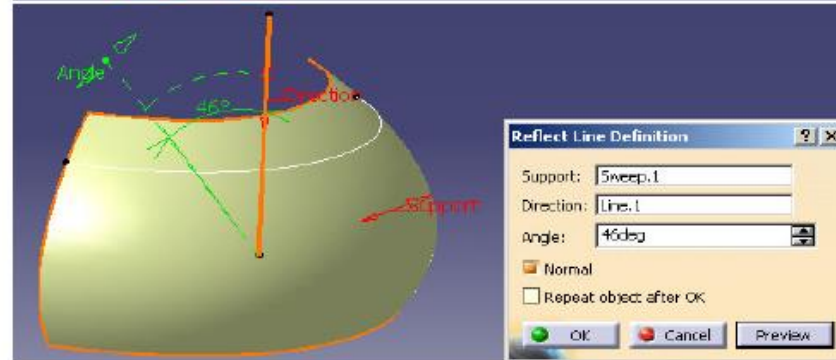 Angle
46°
Direction
Support
Reflect Line Definition
Support: Sweep.1
Direction: Line.1
Angle: 46deg
Normal
Repeat object after OK
OK Cancel Preview